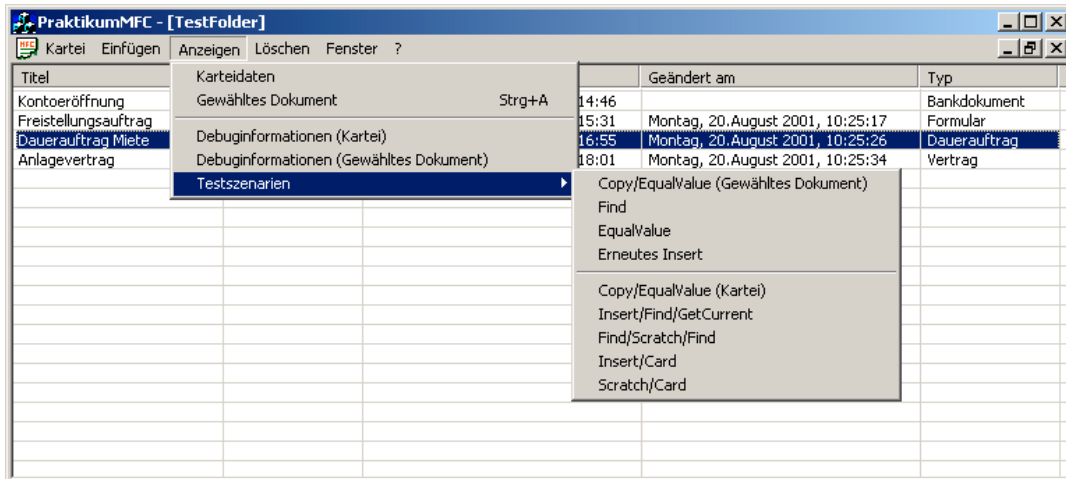 PraktikumMFC - [TestFolder]
MFC Kartei Einfügen Anzeigen Löschen Fenster ?
Titel Geändert am Typ
Kontoeröffnung 14:46 Bankdokument
Freistellungsauftrag 15:31 Montag, 20.August 2001, 10:25:17 Formular
Dauerauftrag Miete 16:55 Montag, 20.August 2001, 10:25:26 Dauerauftrag
Anlagevertrag 18:01 Montag, 20.August 2001, 10:25:34 Vertrag
Karteidaten
Gewähltes Dokument Strg+A
Debuginformationen (Kartei)
Debuginformationen (Gewähltes Dokument)
Testszenarien
Copy/EqualValue (Gewähltes Dokument)
Find
EqualValue
Erneutes Insert
Copy/EqualValue (Kartei)
Insert/Find/GetCurrent
Find/Scratch/Find
Insert/Card
Scratch/Card